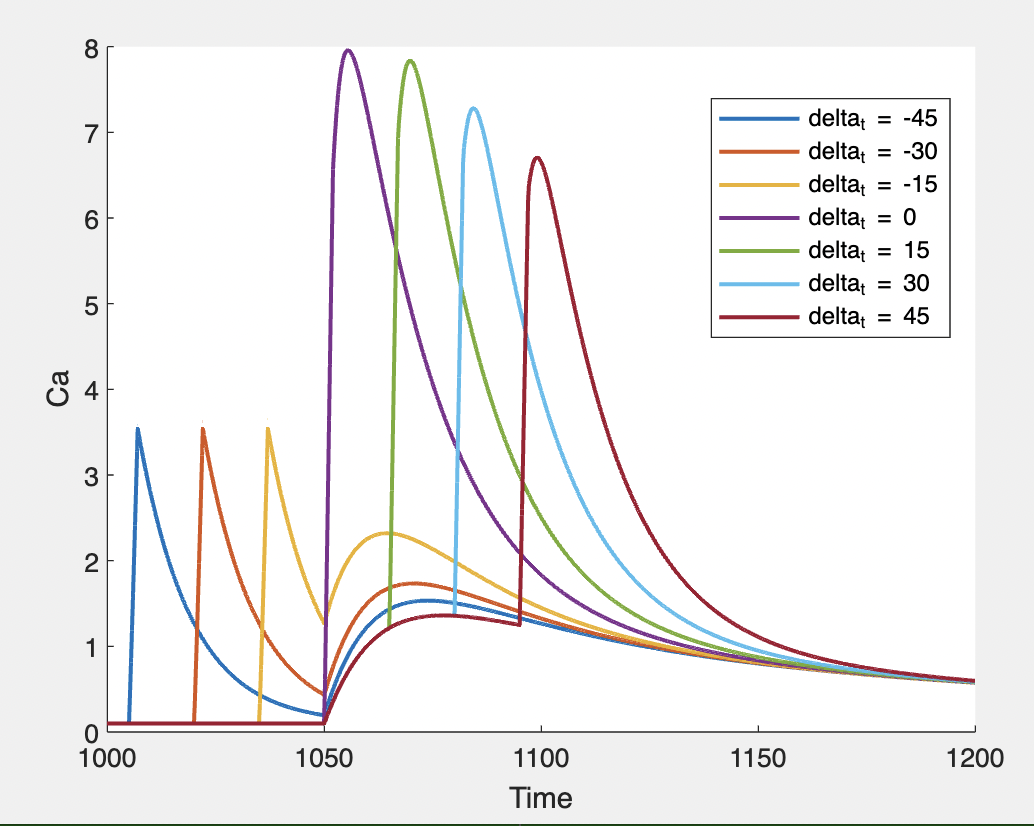 8
7
6
5
4
3
2
1
0
Ca
1000
1050
1100
1150
1200
Time
deltaₜ = -45
deltaₜ = -30
deltaₜ = -15
deltaₜ = 0
deltaₜ = 15
deltaₜ = 30
deltaₜ = 45